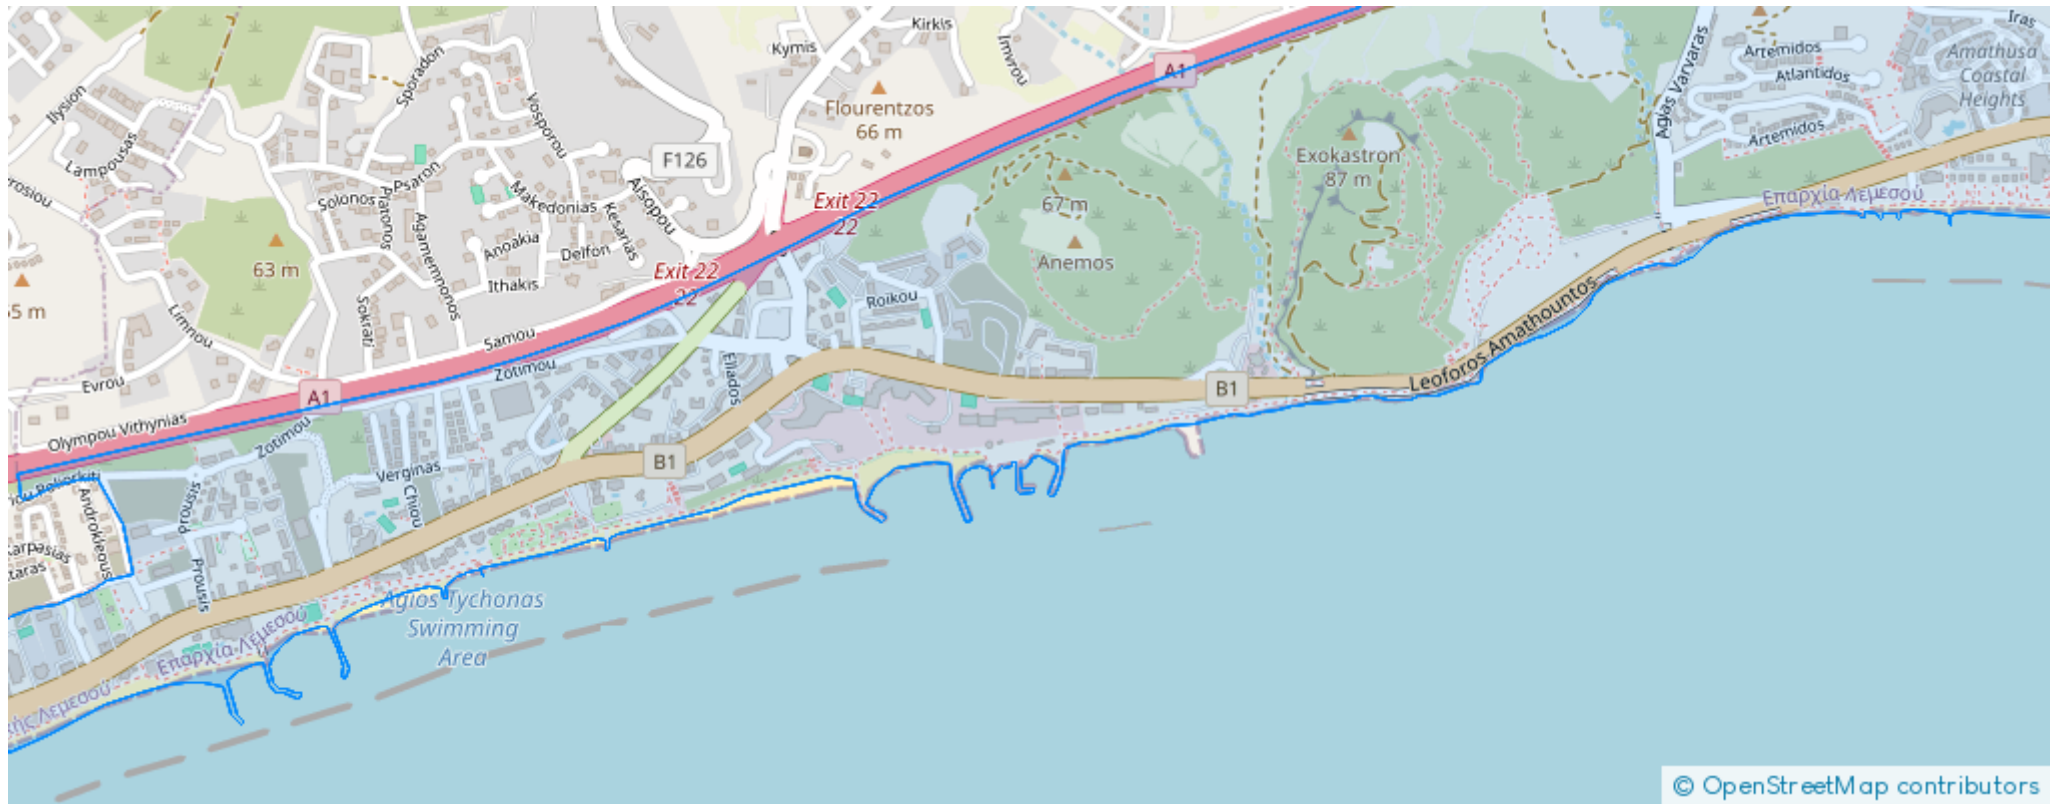 Kirkis
Iras
Kymis
Imvrou
Artemidos
Amathusa
Coastal
Heights
A1
Atlantidos
Agias Varvaras
Ilysion
Sporadon
Vosporou
Flourentzos
66 m
Artemidos
Lampousas
F126
Exokastron
87 m
Psaron
Makedonias
Aisopou
Solonos
Agamemnonos
Kesarias
Exit 22
22
67 m
Επαρχία Λεμεσού
Anoakia
Delfon
63 m
Anemos
Exit 22
22
Ithakis
Roikou
5 m
Sokrati
Limnou
Samou
Leoforos Amathountos
Evrou
Zotimou
Ellados
B1
A1
Olympou Vithynias
Zotimou
B1
Verginas
Chiou
Androkleous
Prousis
Karpasias
Prousis
Agios Tychonas
Swimming
Area
Επαρχία Λεμεσού
Λεμεσού
© OpenStreetMap contributors